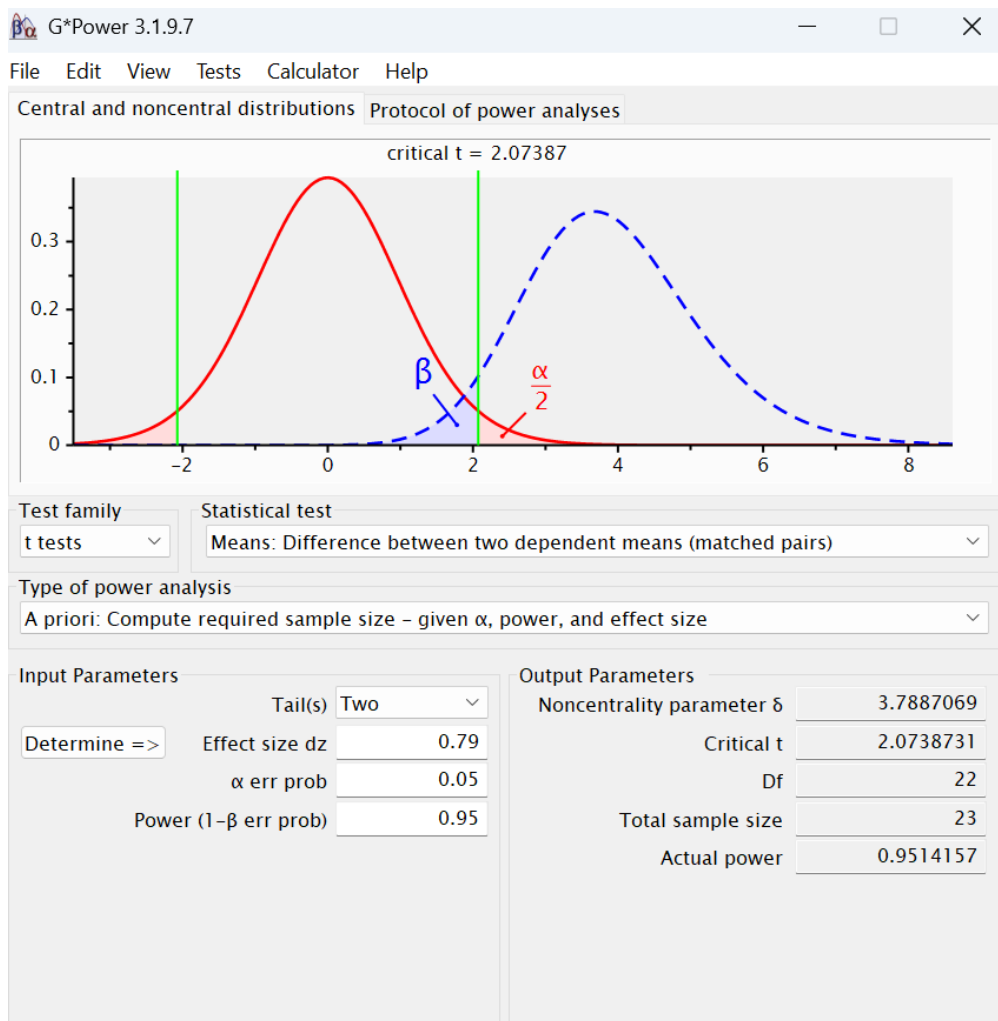 βα G*Power 3.1.9.7
File Edit View Tests Calculator Help
Central and noncentral distributions Protocol of power analyses
critical t = 2.07387
0.3
0.2
0.1
0
β
α
2
−2 0 2 4 6 8
Test family Statistical test
t tests Means: Difference between two dependent means (matched pairs)
Type of power analysis
A priori: Compute required sample size – given α, power, and effect size
Input Parameters Output Parameters
Tail(s) Two Noncentrality parameter δ 3.7887069
Determine => Effect size dz 0.79 Critical t 2.0738731
α err prob 0.05 Df 22
Power (1−β err prob) 0.95 Total sample size 23
Actual power 0.9514157